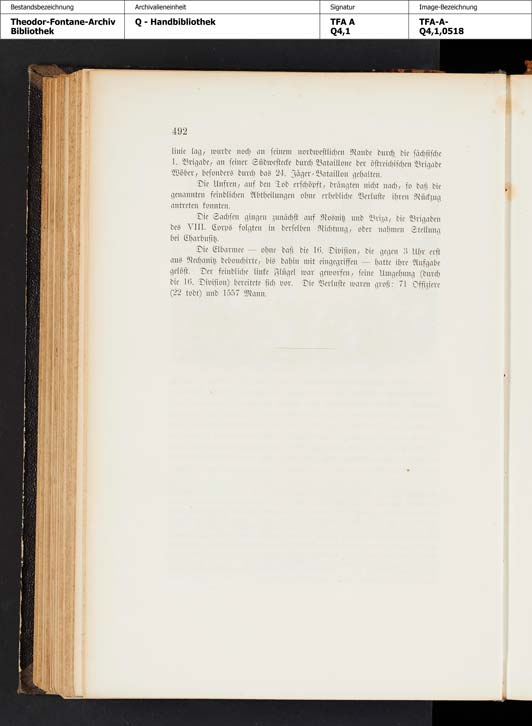 Bestandsbezeichnung Archivalieneinheit Signatur Image-Bezeichnung
Theodor-Fontane-Archiv Q - Handbibliothek TFA A TFA-A-
Bibliothek Q4,1 Q4,1,0518
492
linie lag, wurde noch an seinem nordwestlichen Rande durch die sächsische
1. Brigade, an seiner Südwestecke durch Bataillone der östreichischen Brigade
Wöber, besonders durch das 24. Jäger-Bataillon gehalten.
Die Unsren, auf den Tod erschöpft, drängten nicht nach, so daß die
genannten feindlichen Abtheilungen ohne erhebliche Verluste ihren Rückzug
antreten konnten.
Die Sachsen gingen zunächst auf Rosnitz und Briza, die Brigaden
des VIII. Corps folgten in derselben Richtung, oder nahmen Stellung
bei Charbusitz.
Die Elbarmee — ohne daß die 16. Division, die gegen 3 Uhr erst
aus Nechanitz debouchirte, bis dahin mit eingegriffen — hatte ihre Aufgabe
gelöst. Der feindliche linke Flügel war geworfen, seine Umgehung (durch
die 16. Division) bereitete sich vor. Die Verluste waren groß: 71 Offiziere
(22 todt) und 1557 Mann.